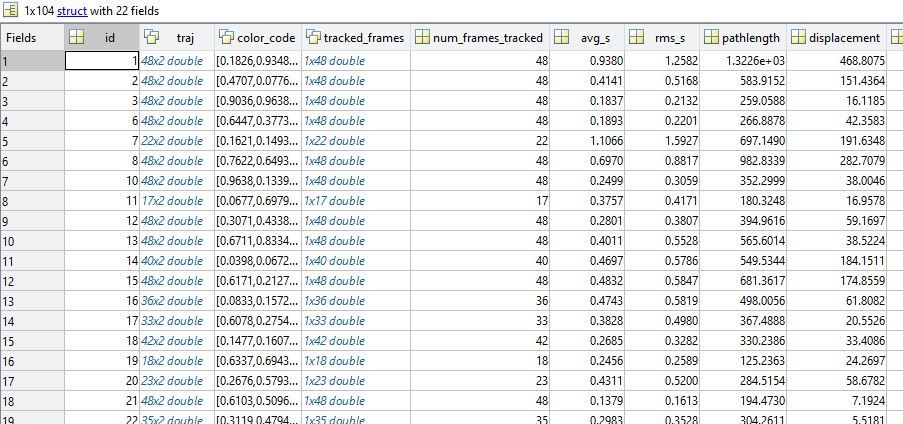 1x104 struct with 22 fields
Fields id traj color_code tracked_frames num_frames_tracked avg_s rms_s pathlength displacement
1 1 48x2 double [0.1826,0.9348... 1x48 double 48 0.9380 1.2582 1.3226e+03 468.8075
2 2 48x2 double [0.4707,0.0776... 1x48 double 48 0.4141 0.5168 583.9152 151.4364
3 3 48x2 double [0.9036,0.9638... 1x48 double 48 0.1837 0.2132 259.0588 16.1185
4 6 48x2 double [0.6447,0.3773... 1x48 double 48 0.1893 0.2201 266.8878 42.3583
5 7 22x2 double [0.1621,0.1493... 1x22 double 22 1.1066 1.5927 697.1490 191.6348
6 8 48x2 double [0.7622,0.6493... 1x48 double 48 0.6970 0.8817 982.8339 282.7079
7 10 48x2 double [0.9638,0.1339... 1x48 double 48 0.2499 0.3059 352.2999 38.0046
8 11 17x2 double [0.0677,0.6979... 1x17 double 17 0.3757 0.4171 180.3248 16.9578
9 12 48x2 double [0.3071,0.4338... 1x48 double 48 0.2801 0.3807 394.9616 59.1697
10 13 48x2 double [0.6711,0.8334... 1x48 double 48 0.4011 0.5528 565.6014 38.5224
11 14 40x2 double [0.0398,0.0672... 1x40 double 40 0.4697 0.5786 549.5344 184.1511
12 15 48x2 double [0.6171,0.2127... 1x48 double 48 0.4832 0.5847 681.3617 174.8559
13 16 36x2 double [0.0833,0.1572... 1x36 double 36 0.4743 0.5819 498.0056 61.8082
14 17 33x2 double [0.6078,0.2754... 1x33 double 33 0.3828 0.4980 367.4888 20.5526
15 18 42x2 double [0.1477,0.1607... 1x42 double 42 0.2685 0.3282 330.2386 33.4086
16 19 18x2 double [0.6337,0.6943... 1x18 double 18 0.2456 0.2589 125.2363 24.2697
17 20 23x2 double [0.2676,0.5793... 1x23 double 23 0.4311 0.5200 284.5154 58.6782
18 21 48x2 double [0.6103,0.5096... 1x48 double 48 0.1379 0.1613 194.4730 7.1924
19 22 35x2 double [0.3119,0.4794... 1x35 double 35 0.2983 0.3528 304.2611 5.5181